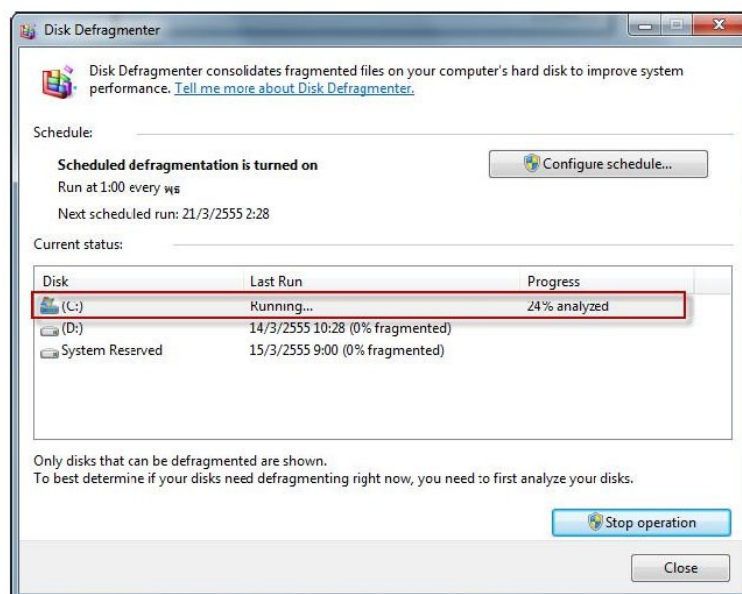 Disk Defragmenter
Disk Defragmenter consolidates fragmented files on your computer's hard disk to improve system
performance. Tell me more about Disk Defragmenter.
Schedule:
Scheduled defragmentation is turned on
Configure schedule...
Run at 1:00 every พุธ
Next scheduled run: 21/3/2555 2:28
Current status:
Disk Last Run Progress
(C:) Running... 24% analyzed
(D:) 14/3/2555 10:28 (0% fragmented)
System Reserved 15/3/2555 9:00 (0% fragmented)
Only disks that can be defragmented are shown.
To best determine if your disks need defragmenting right now, you need to first analyze your disks.
Stop operation
Close